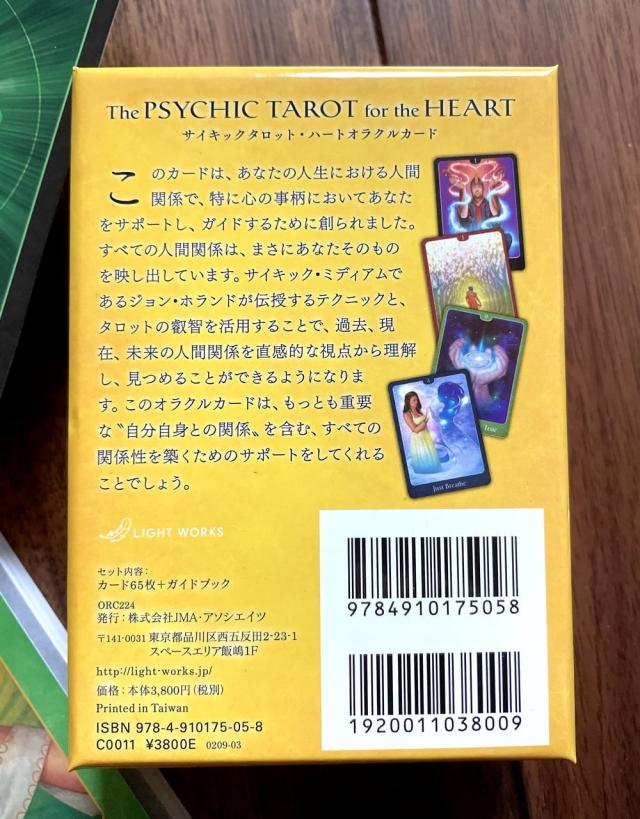 The PSYCHIC TAROT for the HEART
サイキックタロット・ハートオラクルカード
このカードは、あなたの人生における人間
関係で、特に心の事柄においてあなた
をサポートし、ガイドするために創られました。
すべての人間関係は、まさにあなたそのもの
を映し出しています。サイキック・ミディアムで
あるジョン・ホランドが伝授するテクニックと、
タロットの叡智を活用することで、過去、現
在、未来の人間関係を直感的な視点から理解
し、見つめることができるようになりま
す。このオラクルカードは、もっとも重要
な〝自分自身との関係〟を含む、すべての
関係性を築くためのサポートをしてくれる
ことでしょう。
True
Just Breathe
LIGHT WORKS
セット内容:
カード65枚+ガイドブック
ORC224
発行:株式会社JMA・アソシエイツ
〒141-0031 東京都品川区西五反田2-23-1
スペースエリア飯嶋1F
http://light-works.jp/
価格:本体3,800円(税別)
Printed in Taiwan
ISBN 978-4-910175-05-8
C0011 ¥3800E 0209-03
9784910175058
1920011038009